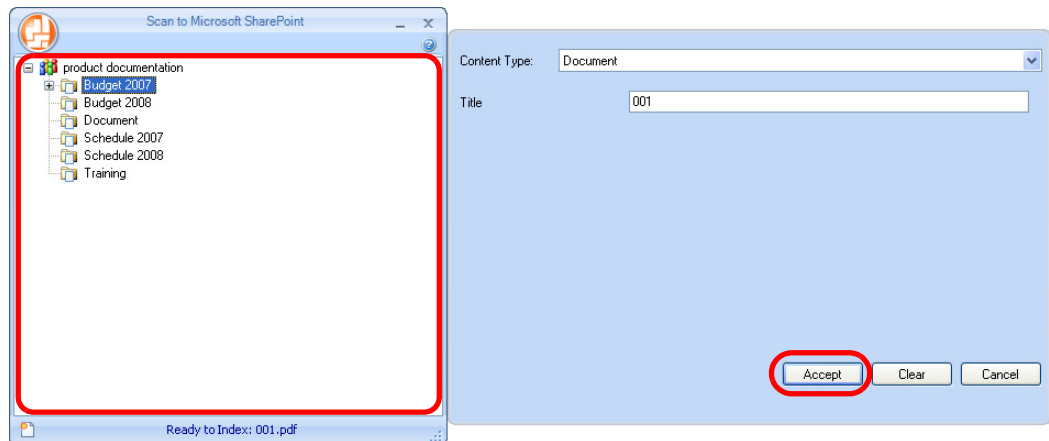 Scan to Microsoft SharePoint
product documentation
Budget 2007
Budget 2008
Document
Schedule 2007
Schedule 2008
Training
Ready to Index: 001.pdf
Content Type: Document
Title 001
Accept Clear Cancel